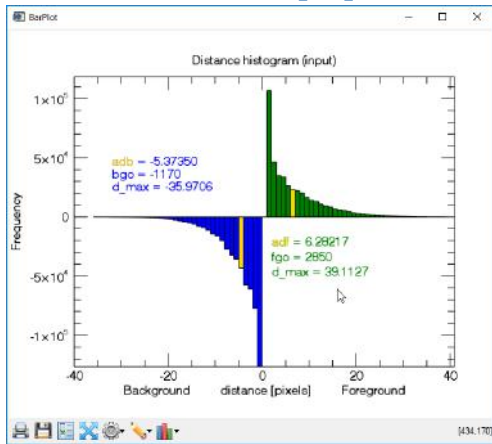 BarPlot
Distance histogram (input)
1×10⁵
5×10⁴
0
-5×10⁴
-1×10⁵
Frequency
adb = -5.37350
bgo = -1170
d_max = -35.9706
adf = 6.28217
fgo = 2850
d_max = 39.1127
-40 -20 0 20 40
Background distance [pixels] Foreground
[434,170]